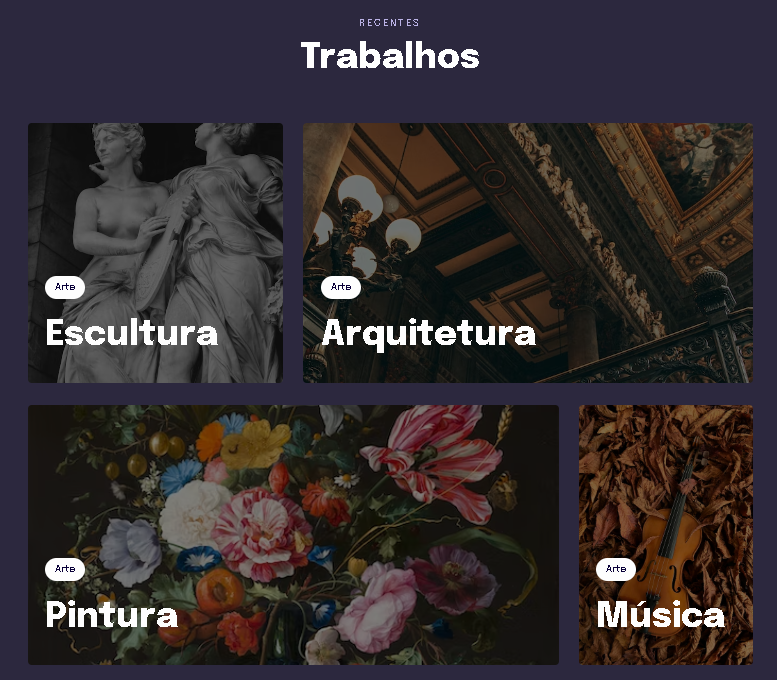 RECENTES
Trabalhos
Arte
Escultura
Arte
Arquitetura
Arte
Pintura
Arte
Música